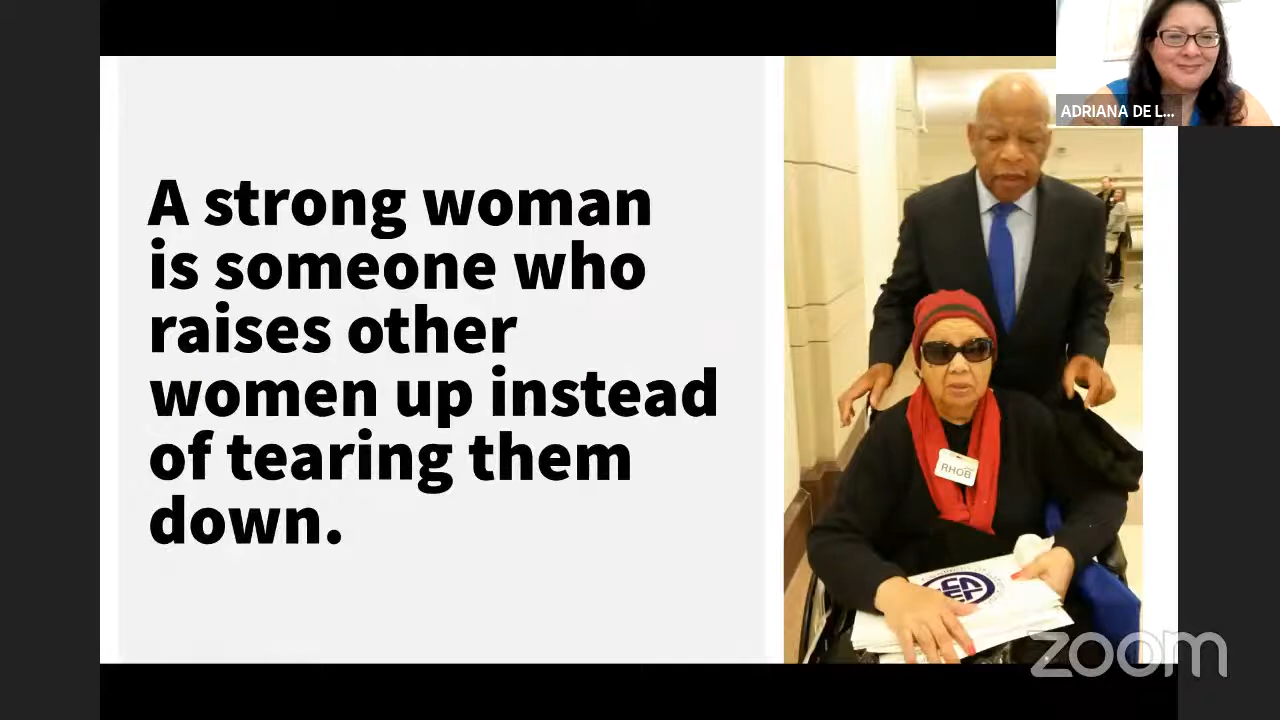 ADRIANA DE L...
A strong woman
is someone who
raises other
women up instead
of tearing them
down.
RHOB
zoom